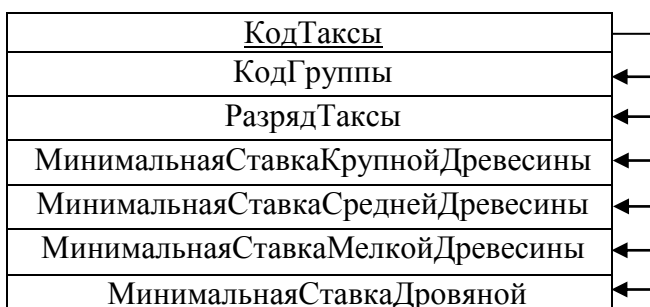 КодТаксы
КодГруппы
РазрядТаксы
МинимальнаяСтавкаКрупнойДревесины
МинимальнаяСтавкаСреднейДревесины
МинимальнаяСтавкаМелкойДревесины
МинимальнаяСтавкаДровяной